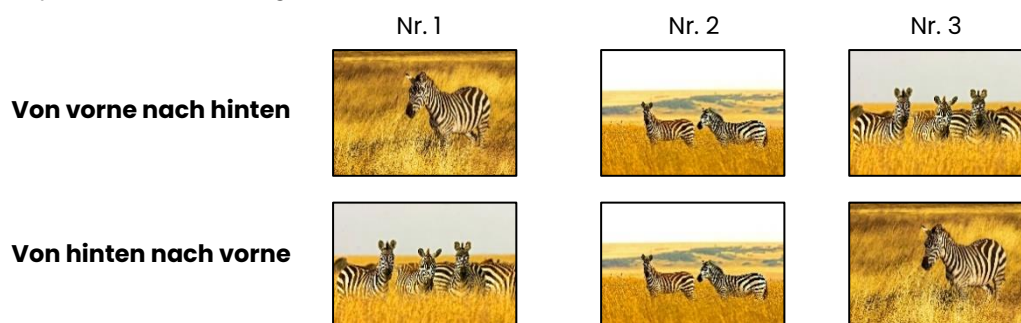 Nr. 1 Nr. 2 Nr. 3
Von vorne nach hinten
Von hinten nach vorne